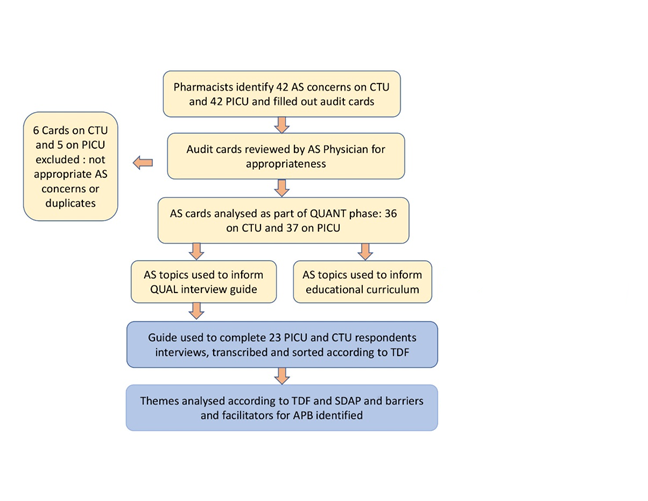 Pharmacists identify 42 AS concerns on CTU
and 42 PICU and filled out audit cards
6 Cards on CTU
and 5 on PICU
excluded : not
appropriate AS
concerns or
duplicates
Audit cards reviewed by AS Physician for
appropriateness
AS cards analysed as part of QUANT phase: 36
on CTU and 37 on PICU
AS topics used to inform
QUAL interview guide
AS topics used to inform
educational curriculum
Guide used to complete 23 PICU and CTU respondents
interviews, transcribed and sorted according to TDF
Themes analysed according to TDF and SDAP and barriers
and facilitators for APB identified